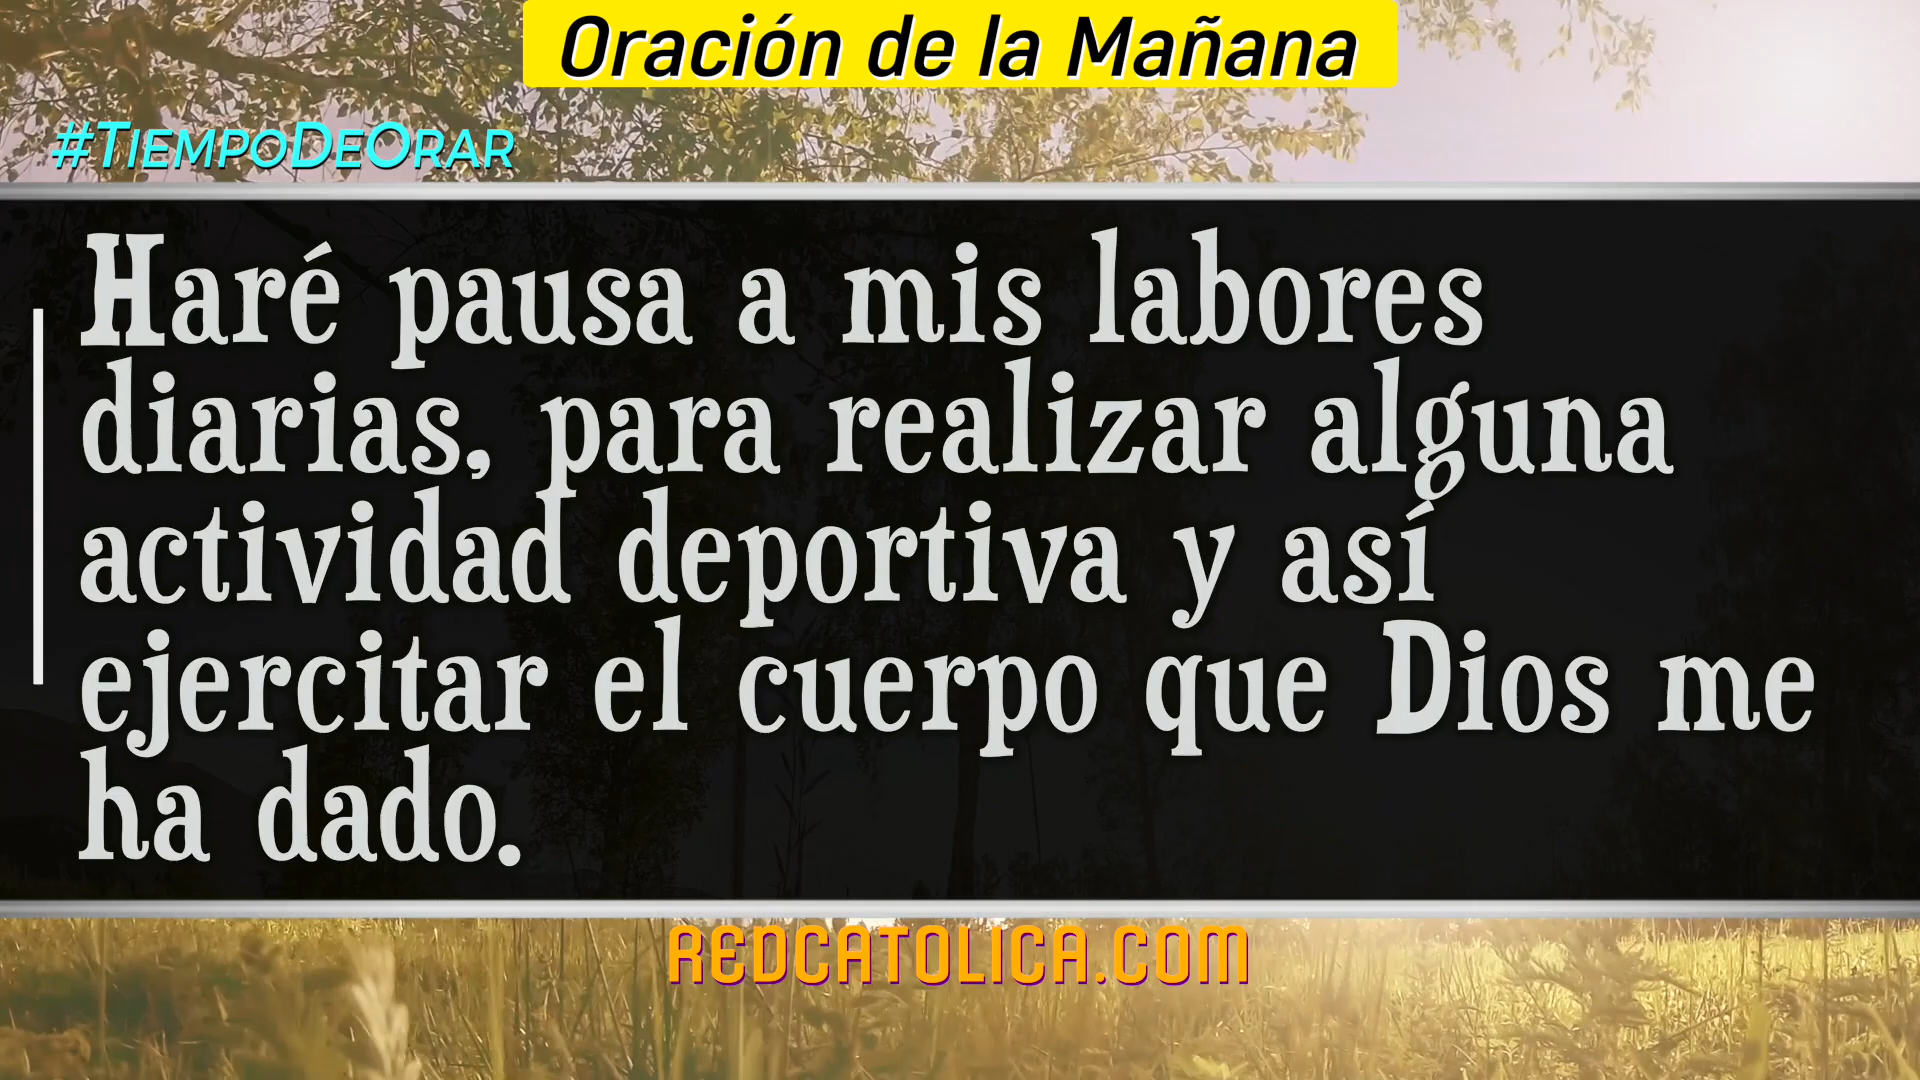 Oración de la Mañana
#TiempoDeOrar
Haré pausa a mis labores
diarias, para realizar alguna
actividad deportiva y así
ejercitar el cuerpo que Dios me
ha dado.
REDCATOLICA.COM